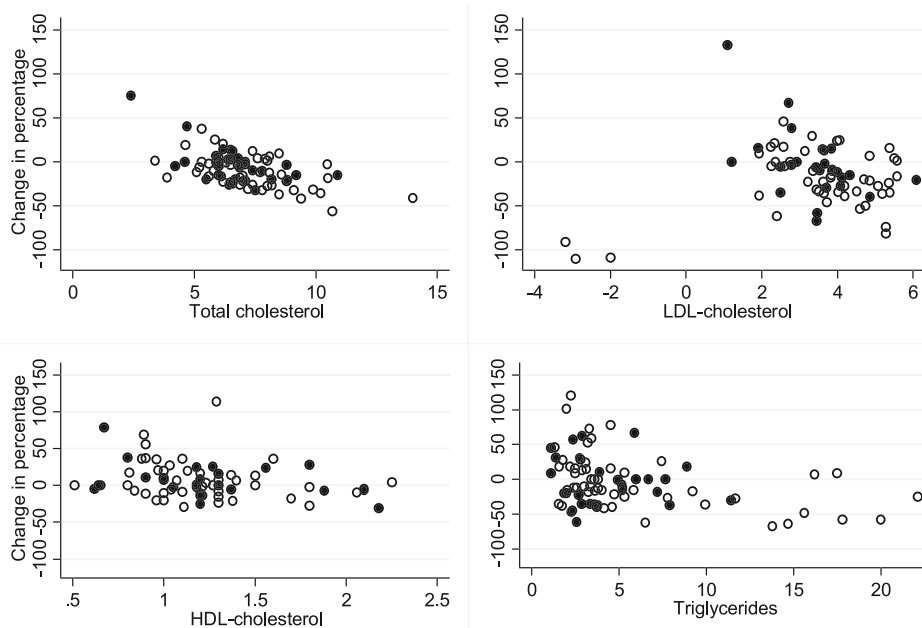 150
100
50
0
-50
-100
Change in percentage
0 5 10 15
Total cholesterol
150
100
50
0
-50
-100
-4 -2 0 2 4 6
LDL-cholesterol
150
100
50
0
-50
-100
Change in percentage
.5 1 1.5 2 2.5
HDL-cholesterol
150
100
50
0
-50
-100
0 5 10 15 20
Triglycerides